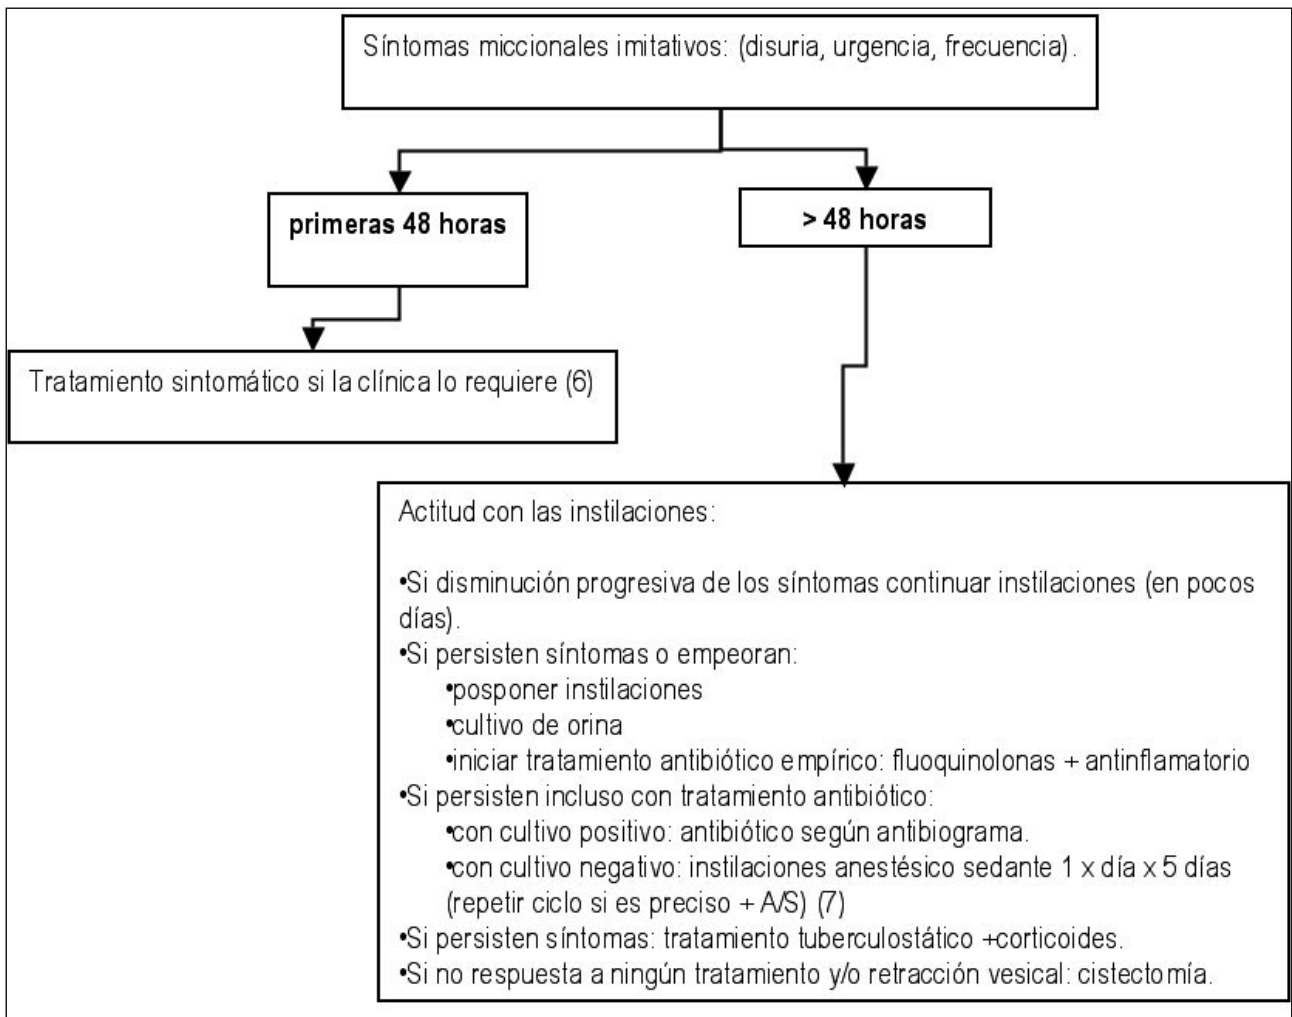 Síntomas miccionales imitativos: (disuria, urgencia, frecuencia).
primeras 48 horas
> 48 horas
Tratamiento sintomático si la clínica lo requiere (6)
Actitud con las instilaciones:
•Si disminución progresiva de los síntomas continuar instilaciones (en pocos
días).
•Si persisten síntomas o empeoran:
•posponer instilaciones
•cultivo de orina
•iniciar tratamiento antibiótico empírico: fluoquinolonas + antinflamatorio
•Si persisten incluso con tratamiento antibiótico:
•con cultivo positivo: antibiótico según antibiograma.
•con cultivo negativo: instilaciones anestésico sedante 1 x día x 5 días
(repetir ciclo si es preciso + A/S) (7)
•Si persisten síntomas: tratamiento tuberculostático +corticoides.
•Si no respuesta a ningún tratamiento y/o retracción vesical: cistectomía.